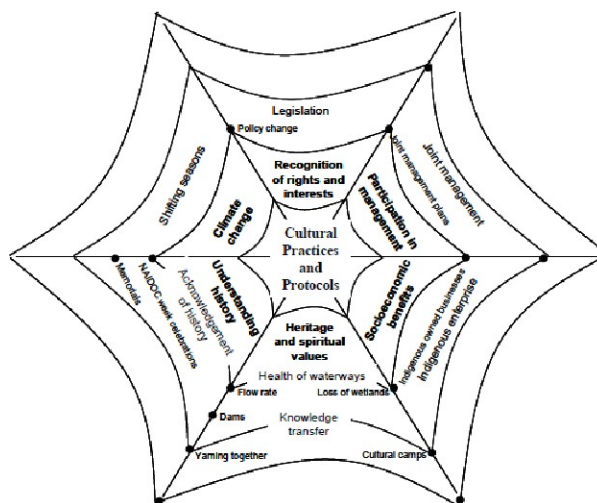 Legislation
Policy change
Recognition
of rights and
interests
Shifting seasons
Climate
change
Joint management
Joint management plans
Participation in
management
Cultural
Practices
and
Protocols
Understanding
history
Acknowledgement
of history
NAIDOC week celebrations
Memorials
Socioeconomic
benefits
Indigenous owned businesses
Indigenous enterprise
Heritage
and spiritual
values
Health of waterways
Flow rate
Loss of wetlands
Dams
Knowledge
transfer
Yarning together
Cultural camps